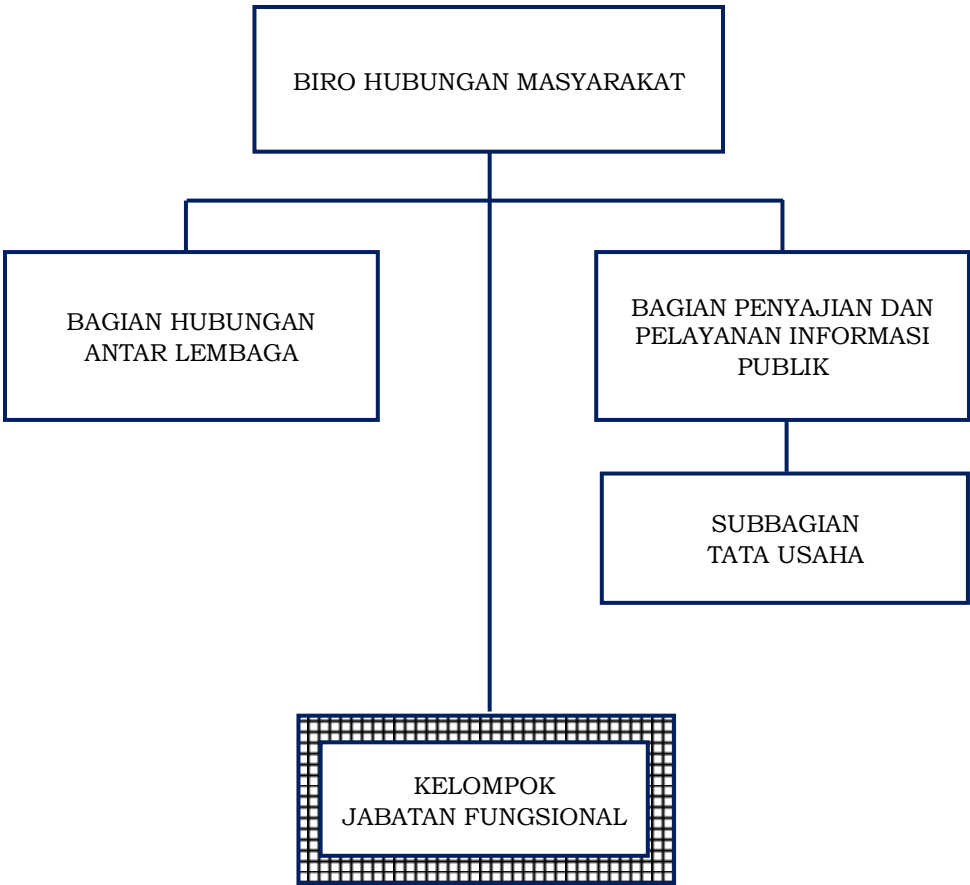 BIRO HUBUNGAN MASYARAKAT
BAGIAN HUBUNGAN
ANTAR LEMBAGA
BAGIAN PENYAJIAN DAN
PELAYANAN INFORMASI
PUBLIK
SUBBAGIAN
TATA USAHA
KELOMPOK
JABATAN FUNGSIONAL